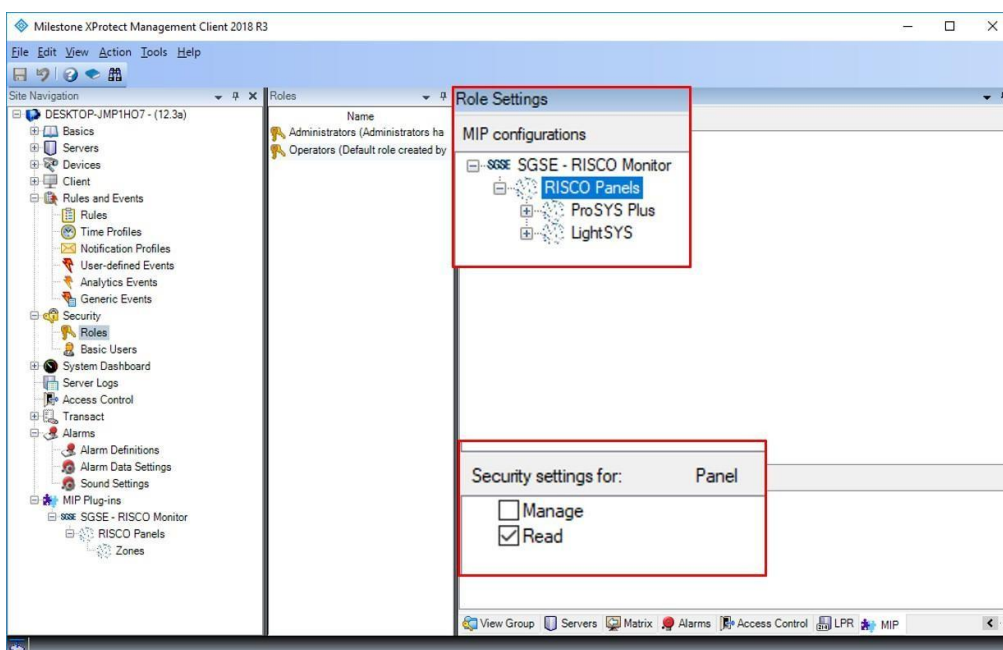 Milestone XProtect Management Client 2018 R3
File Edit View Action Tools Help
Site Navigation
DESKTOP-JMP1HO7 - (12.3a)
Basics
Servers
Devices
Client
Rules and Events
Rules
Time Profiles
Notification Profiles
User-defined Events
Analytics Events
Generic Events
Security
Roles
Basic Users
System Dashboard
Server Logs
Access Control
Transact
Alarms
Alarm Definitions
Alarm Data Settings
Sound Settings
MIP Plug-ins
SGSE SGSE - RISCO Monitor
RISCO Panels
Zones
Roles
Name
Administrators (Administrators ha
Operators (Default role created by
Role Settings
MIP configurations
SGSE SGSE - RISCO Monitor
RISCO Panels
ProSYS Plus
LightSYS
Security settings for: Panel
Manage
Read
View Group Servers Matrix Alarms Access Control LPR MIP